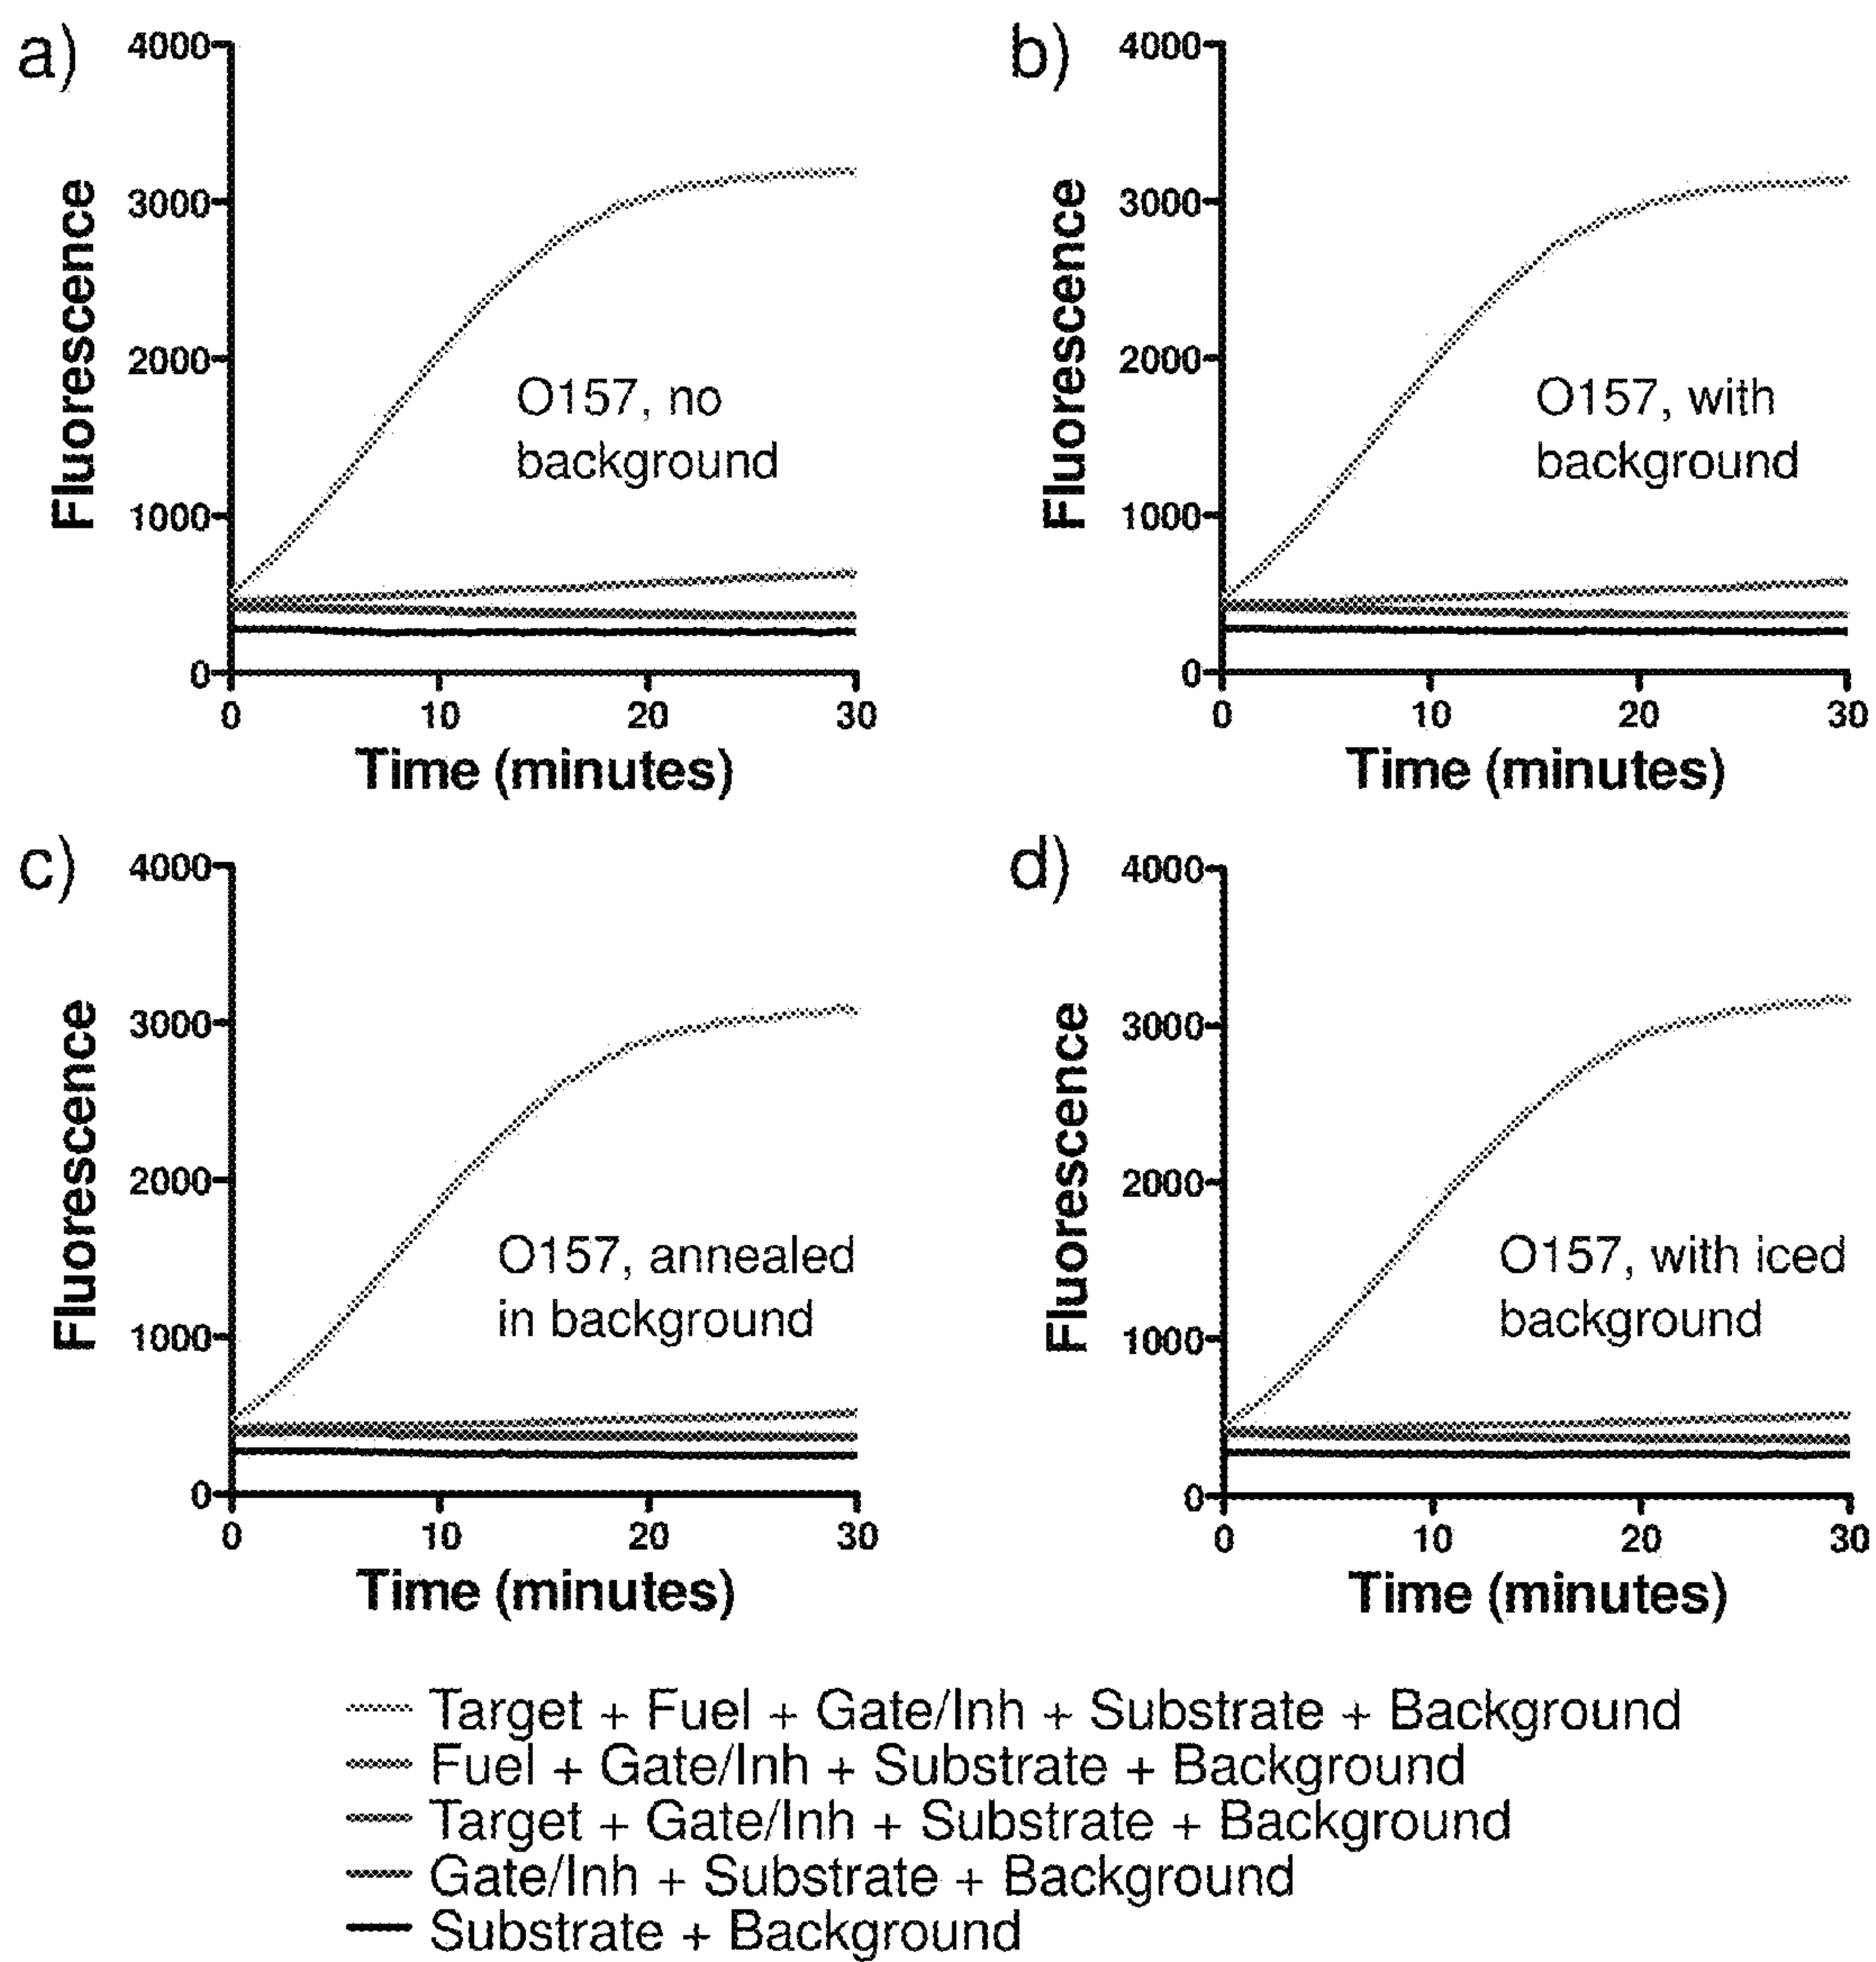 a)
4000
3000
2000
1000
0
Fluorescence
O157, no
background
0 10 20 30
Time (minutes)
b)
4000
3000
2000
1000
0
Fluorescence
O157, with
background
0 10 20 30
Time (minutes)
c)
4000
3000
2000
1000
0
Fluorescence
O157, annealed
in background
0 10 20 30
Time (minutes)
d)
4000
3000
2000
1000
0
Fluorescence
O157, with iced
background
0 10 20 30
Time (minutes)
Target + Fuel + Gate/Inh + Substrate + Background
Fuel + Gate/Inh + Substrate + Background
Target + Gate/Inh + Substrate + Background
Gate/Inh + Substrate + Background
Substrate + Background